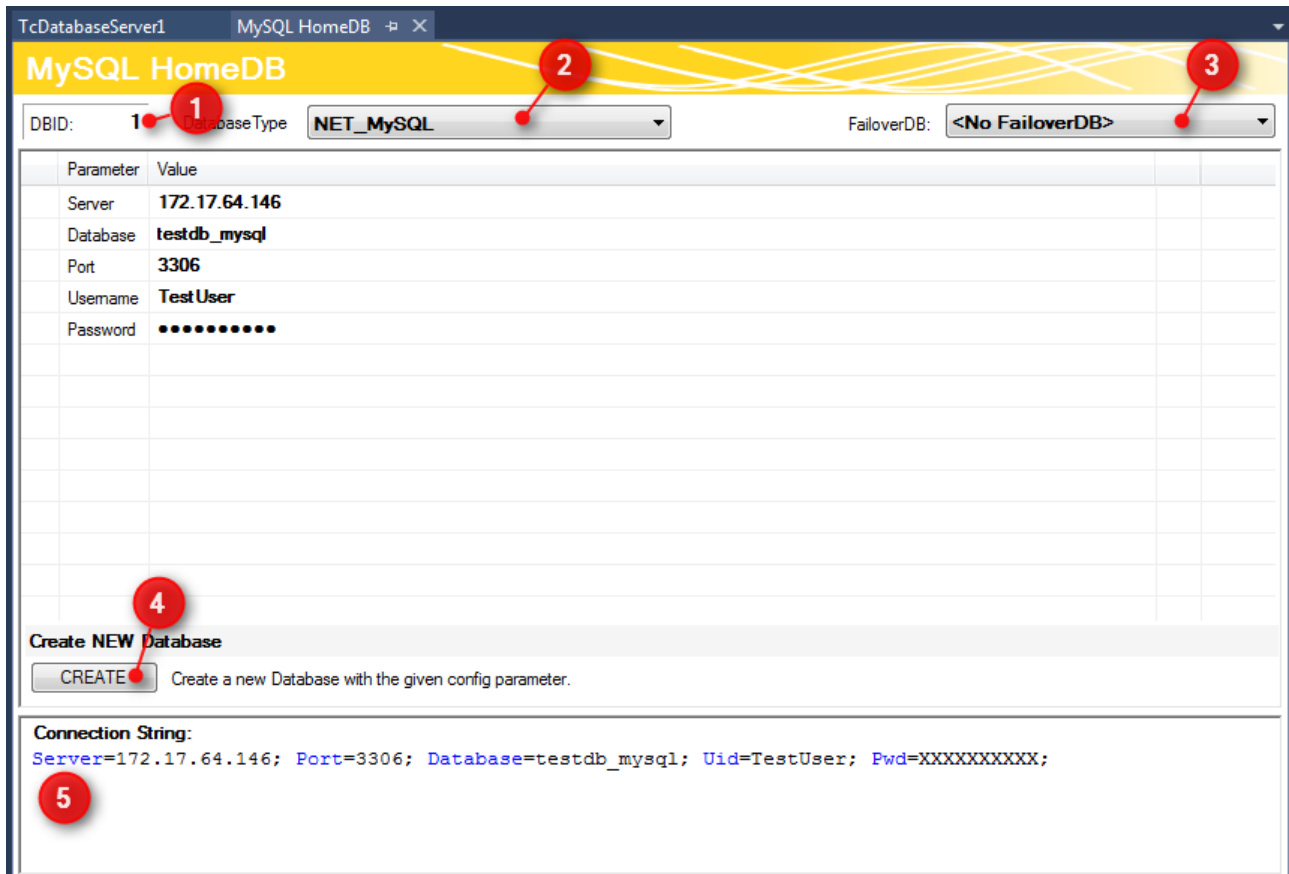 TcDatabaseServer1 MySQL HomeDB
MySQL HomeDB
2
3
1
DBID: 1 DatabaseType NET_MySQL FailoverDB: <No FailoverDB>
Parameter Value
Server 172.17.64.146
Database testdb_mysql
Port 3306
Username TestUser
Password ••••••••••
4
Create NEW Database
CREATE Create a new Database with the given config parameter.
Connection String:
Server=172.17.64.146; Port=3306; Database=testdb_mysql; Uid=TestUser; Pwd=XXXXXXXXXX;
5